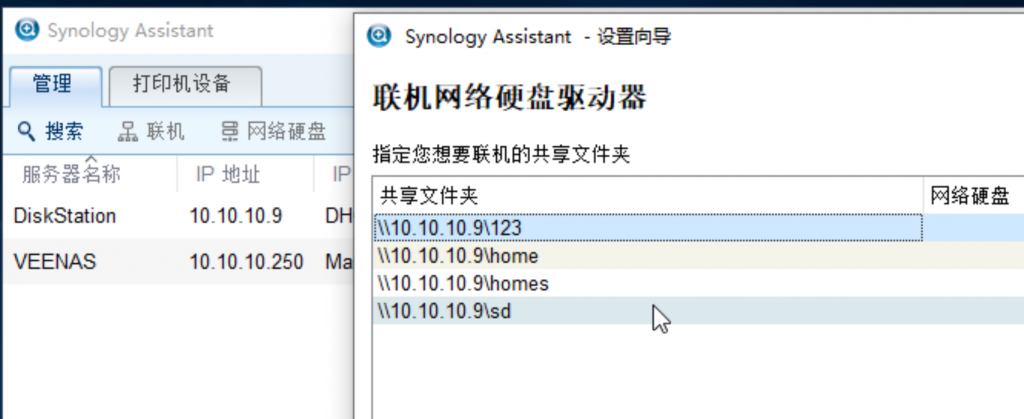 Synology Assistant
管理
打印机设备
搜索
联机
网络硬盘
服务器名称
IP 地址
IP
DiskStation
10.10.10.9
DH
VEENAS
10.10.10.250
Ma
Synology Assistant - 设置向导
联机网络硬盘驱动器
指定您想要联机的共享文件夹
共享文件夹
网络硬盘
\\10.10.10.9\123
\\10.10.10.9\home
\\10.10.10.9\homes
\\10.10.10.9\sd